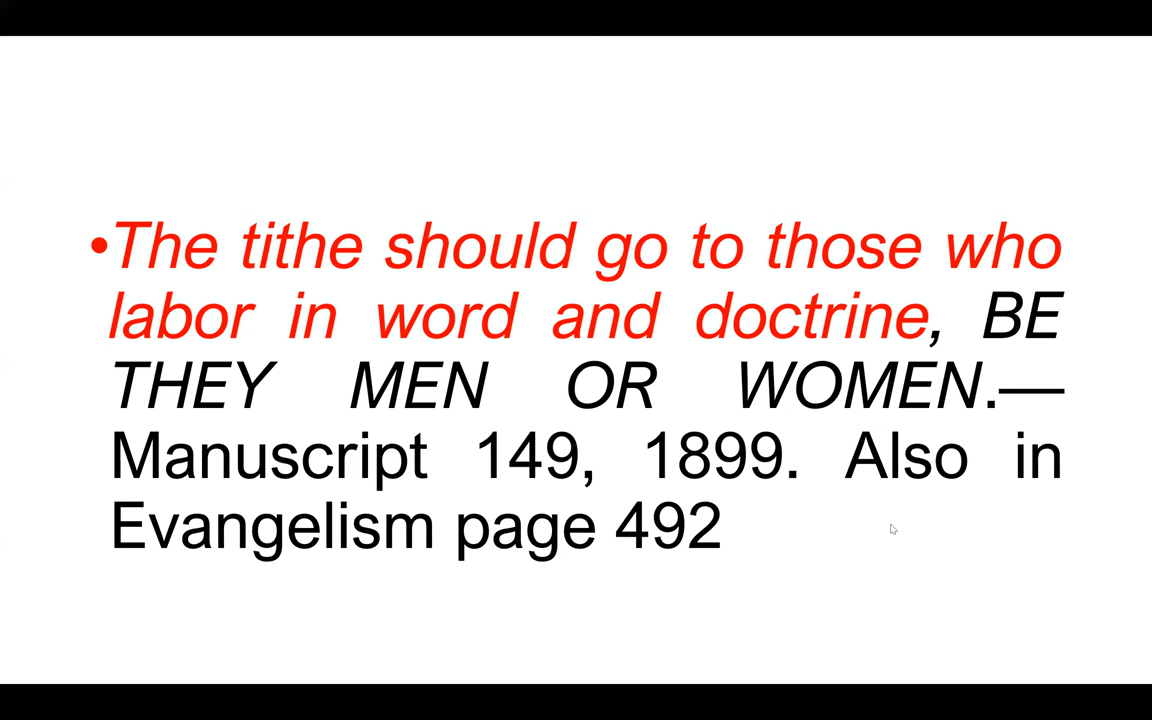 •The tithe should go to those who
labor in word and doctrine, BE
THEY MEN OR WOMEN.—
Manuscript 149, 1899. Also in
Evangelism page 492